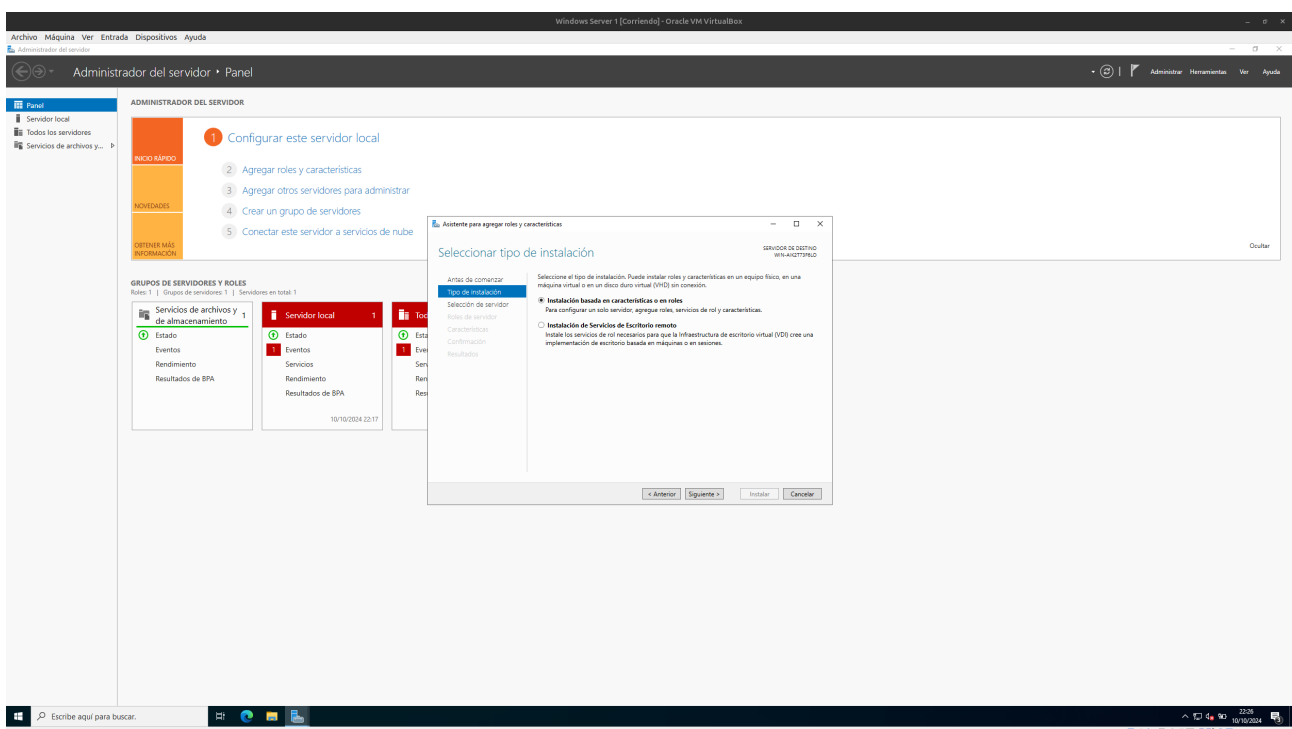 Windows Server 1 [Corriendo] - Oracle VM VirtualBox
Archivo Máquina Ver Entrada Dispositivos Ayuda
Administrador del servidor
Administrador del servidor • Panel
Administrar Herramientas Ver Ayuda
Panel
Servidor local
Todos los servidores
Servicios de archivos y...
ADMINISTRADOR DEL SERVIDOR
INICIO RÁPIDO
NOVEDADES
OBTENER MÁS
INFORMACIÓN
1 Configurar este servidor local
2 Agregar roles y características
3 Agregar otros servidores para administrar
4 Crear un grupo de servidores
5 Conectar este servidor a servicios de nube
Ocultar
GRUPOS DE SERVIDORES Y ROLES
Roles: 1 | Grupos de servidores: 1 | Servidores en total: 1
Servicios de archivos y
de almacenamiento
1
Estado
Eventos
Rendimiento
Resultados de BPA
Servidor local 1
Estado
1 Eventos
Servicios
Rendimiento
Resultados de BPA
10/10/2024 22:17
Tod
Esta
1 Eve
Ser
Ren
Res
Asistente para agregar roles y características
Seleccionar tipo de instalación
SERVIDOR DE DESTINO
Antes de comenzar
Tipo de instalación
Selección de servidor
Roles de servidor
Características
Confirmación
Resultados
Seleccione el tipo de instalación. Puede instalar roles y características en un equipo físico, en una
máquina virtual o en un disco duro virtual (VHD) sin conexión.
Instalación basada en características o en roles
Para configurar un solo servidor, agregue roles, servicios de rol y características.
Instalación de Servicios de Escritorio remoto
Instale los servicios de rol necesarios para que la Infraestructura de escritorio virtual (VDI) cree una
implementación de escritorio basada en máquinas o en sesiones.
< Anterior Siguiente > Instalar Cancelar
Escribe aquí para buscar.
22:26
10/10/2024